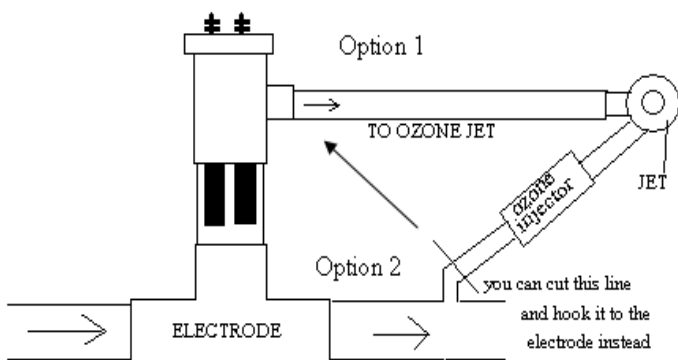 Option 1
TO OZONE JET
JET
ozone
injector
Option 2
you can cut this line
and hook it to the
electrode instead
ELECTRODE